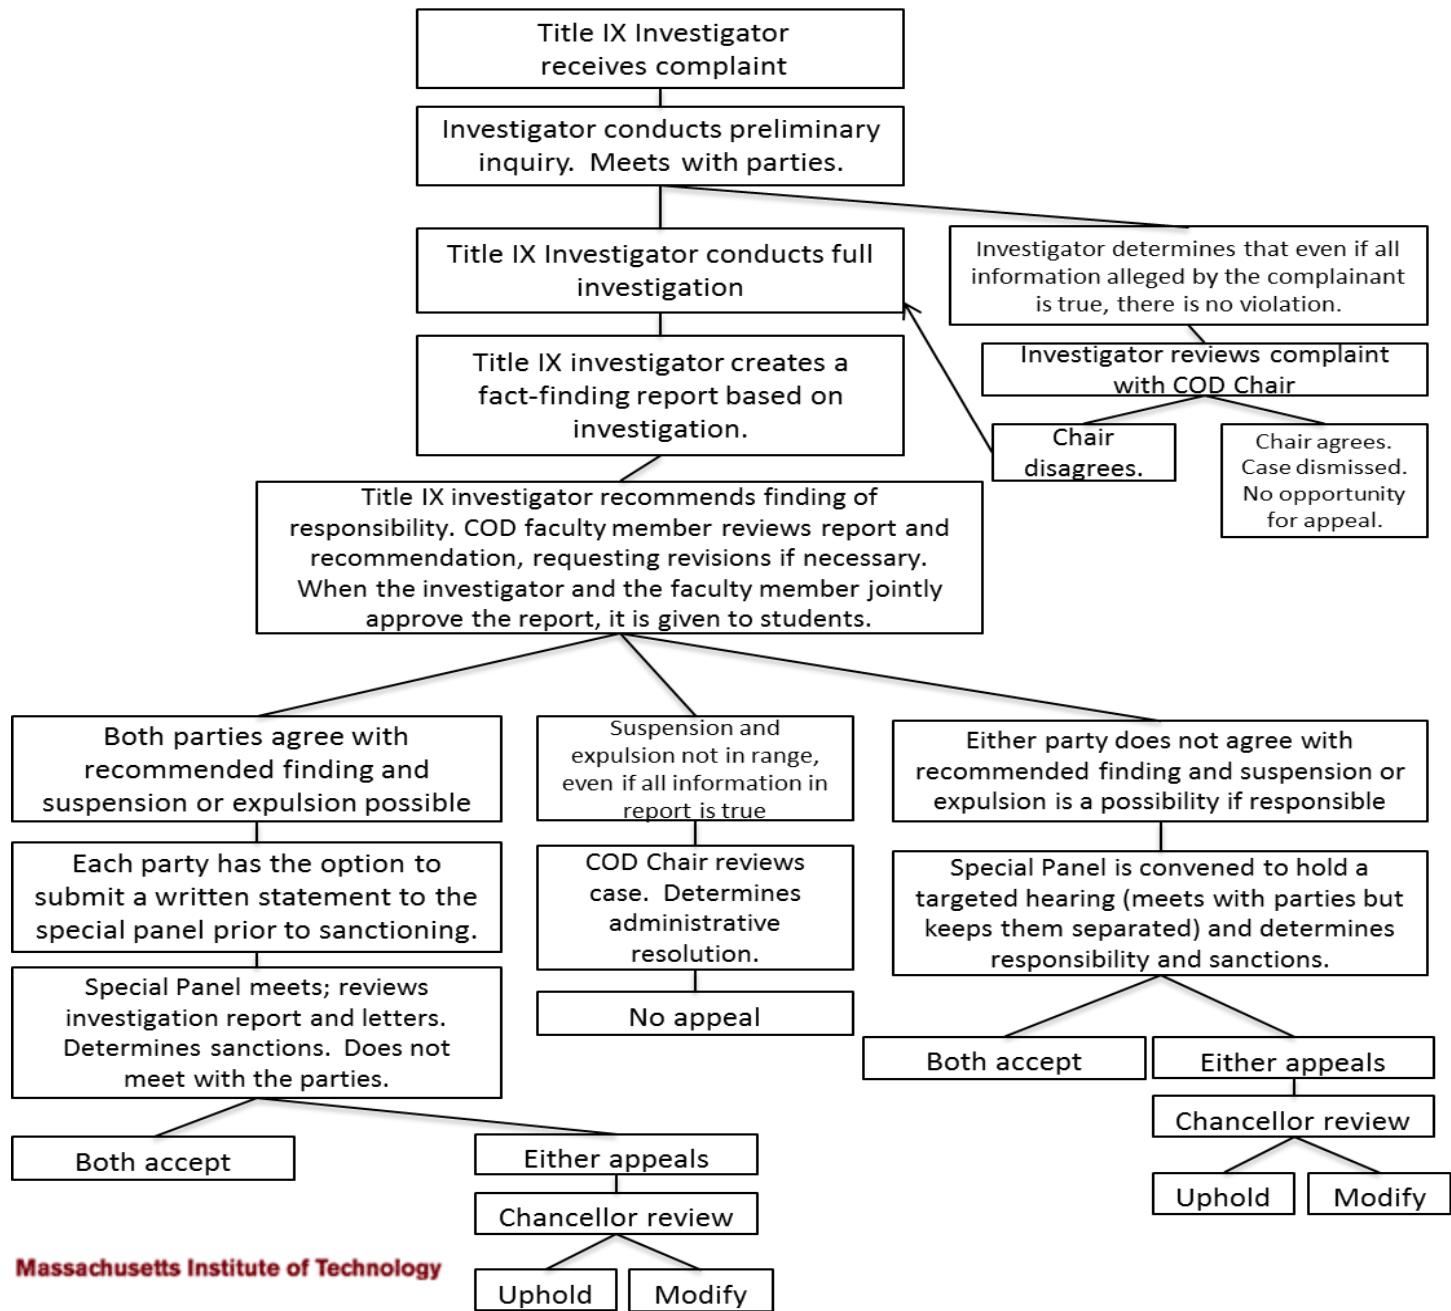 Title IX Investigator
receives complaint
Investigator conducts preliminary
inquiry. Meets with parties.
Title IX Investigator conducts full
investigation
Investigator determines that even if all
information alleged by the complainant
is true, there is no violation.
Investigator reviews complaint
with COD Chair
Chair
disagrees.
Chair agrees.
Case dismissed.
No opportunity
for appeal.
Title IX investigator creates a
fact-finding report based on
investigation.
Title IX investigator recommends finding of
responsibility. COD faculty member reviews report and
recommendation, requesting revisions if necessary.
When the investigator and the faculty member jointly
approve the report, it is given to students.
Both parties agree with
recommended finding and
suspension or expulsion possible
Each party has the option to
submit a written statement to the
special panel prior to sanctioning.
Special Panel meets; reviews
investigation report and letters.
Determines sanctions. Does not
meet with the parties.
Both accept
Either appeals
Chancellor review
Uphold
Modify
Suspension and
expulsion not in range,
even if all information in
report is true
COD Chair reviews
case. Determines
administrative
resolution.
No appeal
Either party does not agree with
recommended finding and suspension or
expulsion is a possibility if responsible
Special Panel is convened to hold a
targeted hearing (meets with parties but
keeps them separated) and determines
responsibility and sanctions.
Both accept
Either appeals
Chancellor review
Uphold
Modify
Massachusetts Institute of Technology